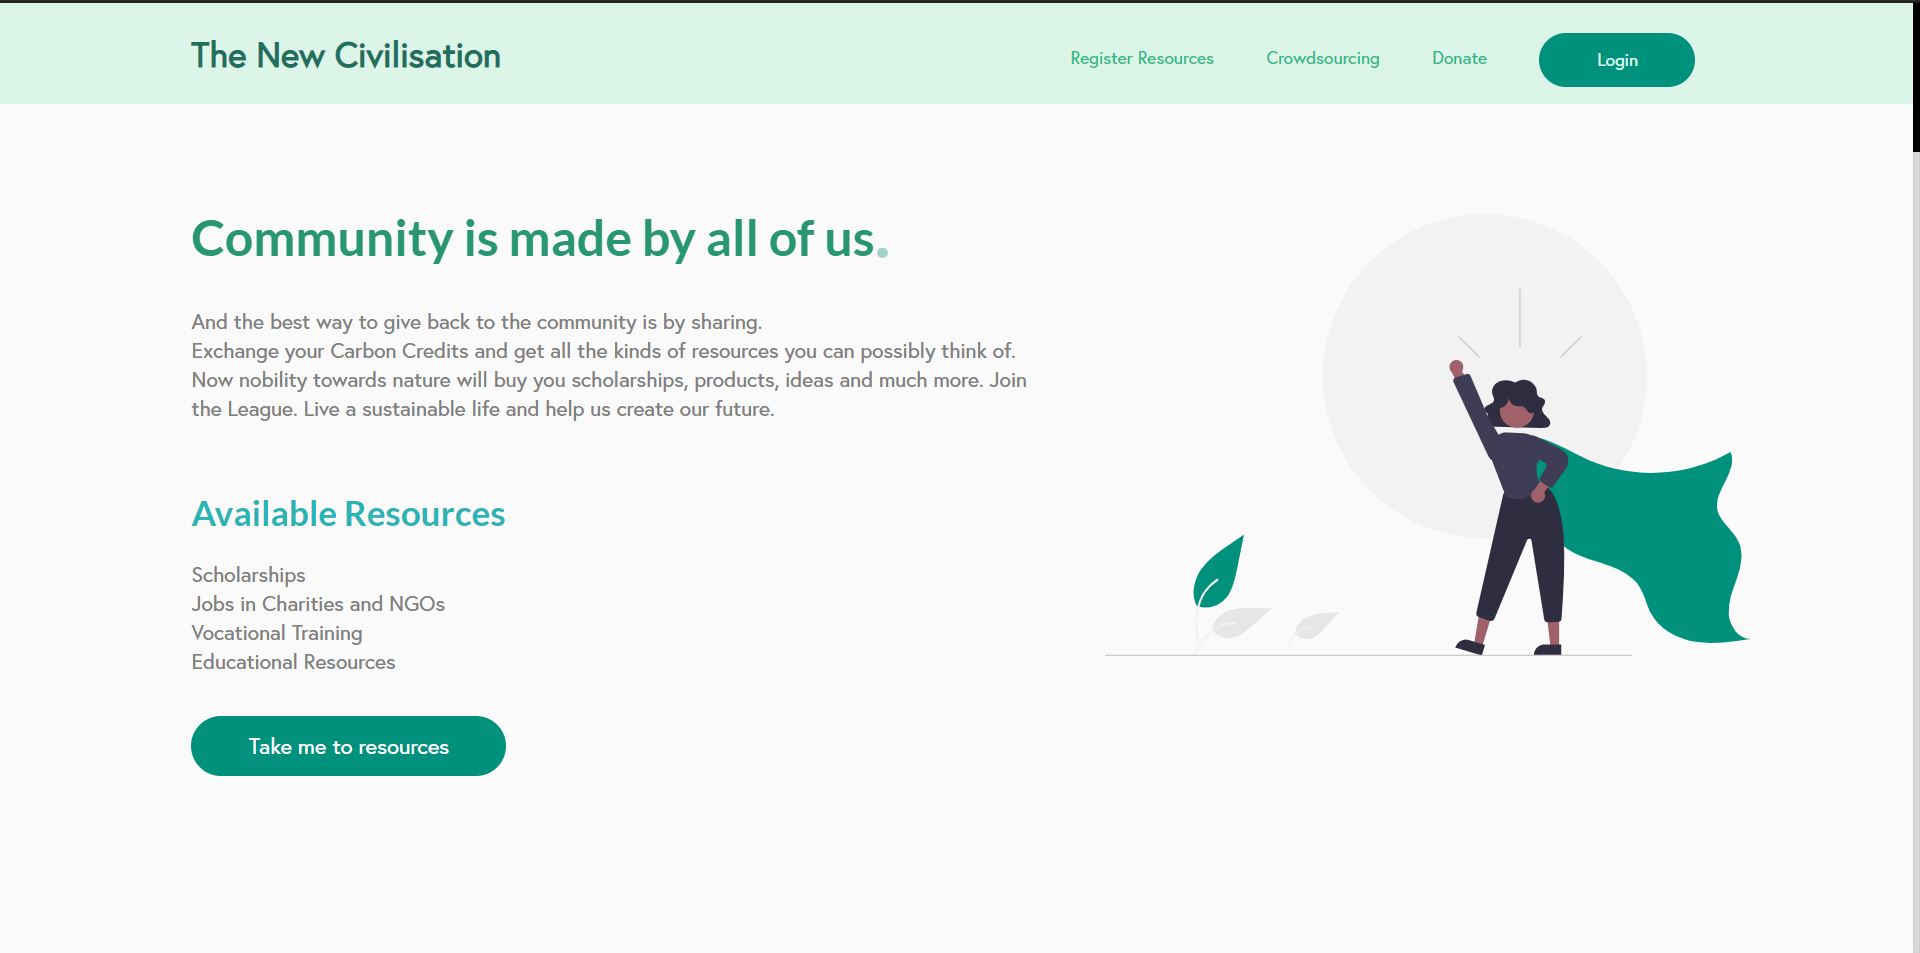 The New Civilisation
Register Resources
Crowdsourcing
Donate
Login
Community is made by all of us.
And the best way to give back to the community is by sharing.
Exchange your Carbon Credits and get all the kinds of resources you can possibly think of.
Now nobility towards nature will buy you scholarships, products, ideas and much more. Join
the League. Live a sustainable life and help us create our future.
Available Resources
Scholarships
Jobs in Charities and NGOs
Vocational Training
Educational Resources
Take me to resources